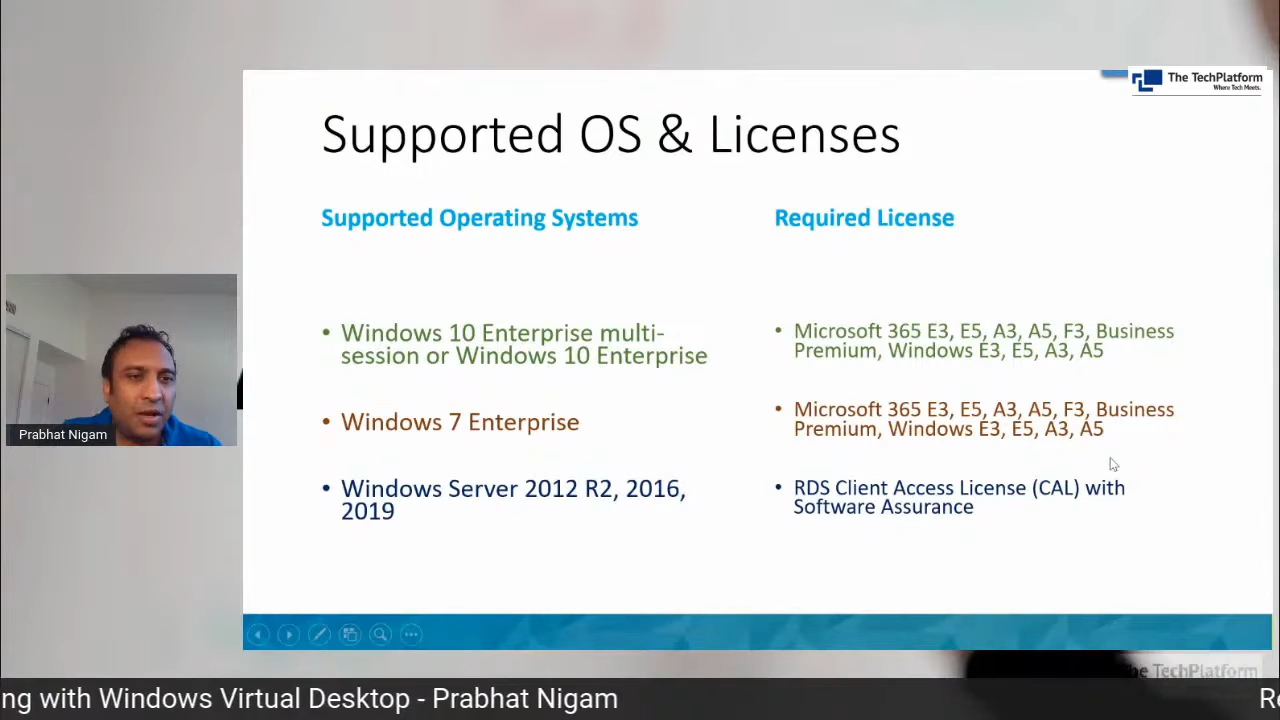 The TechPlatform
Where Tech Meets.
Supported OS & Licenses
Supported Operating Systems
Required License
• Windows 10 Enterprise multi-
session or Windows 10 Enterprise
• Microsoft 365 E3, E5, A3, A5, F3, Business
Premium, Windows E3, E5, A3, A5
• Windows 7 Enterprise
• Microsoft 365 E3, E5, A3, A5, F3, Business
Premium, Windows E3, E5, A3, A5
• Windows Server 2012 R2, 2016,
2019
• RDS Client Access License (CAL) with
Software Assurance
Prabhat Nigam
The TechPlatform
ng with Windows Virtual Desktop - Prabhat Nigam